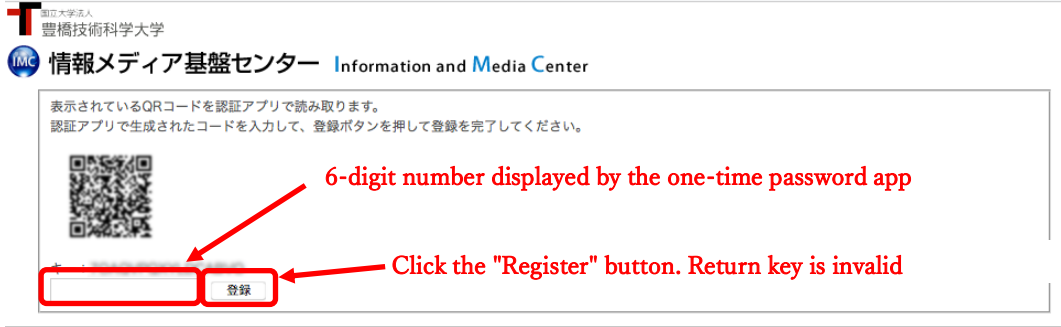 国立大学法人
豊橋技術科学大学
IMC 情報メディア基盤センター Information and Media Center
表示されているQRコードを認証アプリで読み取ります。
認証アプリで生成されたコードを入力して、登録ボタンを押して登録を完了してください。
6-digit number displayed by the one-time password app
Click the "Register" button. Return key is invalid
登録